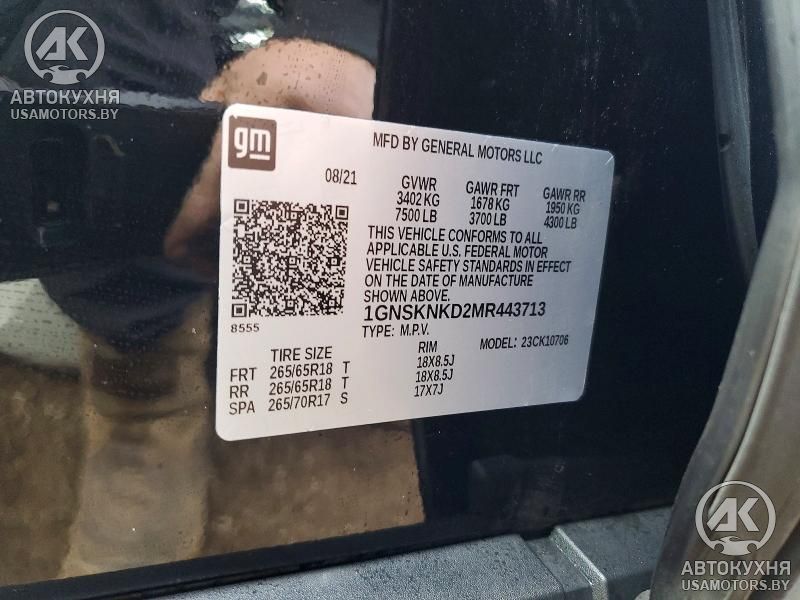 AK
АВТОКУХНЯ
USAMOTORS.BY
gm
MFD BY GENERAL MOTORS LLC
08/21
GVWR GAWR FRT GAWR RR
3402 KG 1678 KG 1950 KG
7500 LB 3700 LB 4300 LB
THIS VEHICLE CONFORMS TO ALL
APPLICABLE U.S. FEDERAL MOTOR
VEHICLE SAFETY STANDARDS IN EFFECT
ON THE DATE OF MANUFACTURE
SHOWN ABOVE.
8555
1GNSKNKD2MR443713
TYPE: M.P.V. MODEL: 23CK10706
TIRE SIZE RIM
FRT 265/65R18 T 18X8.5J
RR 265/65R18 T 18X8.5J
SPA 265/70R17 S 17X7J
AK
АВТОКУХНЯ
USAMOTORS.BY